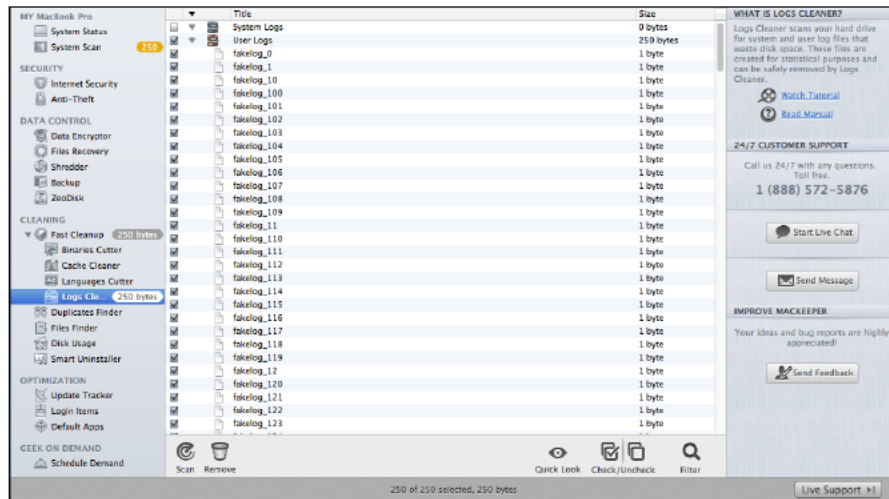 MY MacBook Pro
System Status
System Scan 250
SECURITY
Internet Security
Anti-Theft
DATA CONTROL
Data Encryptor
Files Recovery
Shredder
Backup
ZeoDisk
CLEANING
Fast Cleanup 250 bytes
Binaries Cutter
Cache Cleaner
Languages Cutter
Logs Cle... 250 bytes
Duplicates Finder
Files Finder
Disk Usage
Smart Uninstaller
OPTIMIZATION
Update Tracker
Login Items
Default Apps
GEEK ON DEMAND
Schedule Demand
Title Size
System Logs 0 bytes
User Logs 250 bytes
fakelog_0 1 byte
fakelog_1 1 byte
fakelog_10 1 byte
fakelog_100 1 byte
fakelog_101 1 byte
fakelog_102 1 byte
fakelog_103 1 byte
fakelog_104 1 byte
fakelog_105 1 byte
fakelog_106 1 byte
fakelog_107 1 byte
fakelog_108 1 byte
fakelog_109 1 byte
fakelog_11 1 byte
fakelog_110 1 byte
fakelog_111 1 byte
fakelog_112 1 byte
fakelog_113 1 byte
fakelog_114 1 byte
fakelog_115 1 byte
fakelog_116 1 byte
fakelog_117 1 byte
fakelog_118 1 byte
fakelog_119 1 byte
fakelog_12 1 byte
fakelog_120 1 byte
fakelog_121 1 byte
fakelog_122 1 byte
fakelog_123 1 byte
Scan Remove Quick Look Check/Uncheck Filter
250 of 250 selected, 250 bytes
WHAT IS LOGS CLEANER?
Logs Cleaner scans your hard drive
for system and user log files that
waste disk space. These files are
created for statistical purposes and
can be safely removed by Logs
Cleaner.
Watch Tutorial
Read Manual
24/7 CUSTOMER SUPPORT
Call us 24/7 with any questions.
Toll free.
1 (888) 572-5876
Start Live Chat
Send Message
IMPROVE MACKEEPER
Your ideas and bug reports are highly
appreciated!
Send Feedback
Live Support